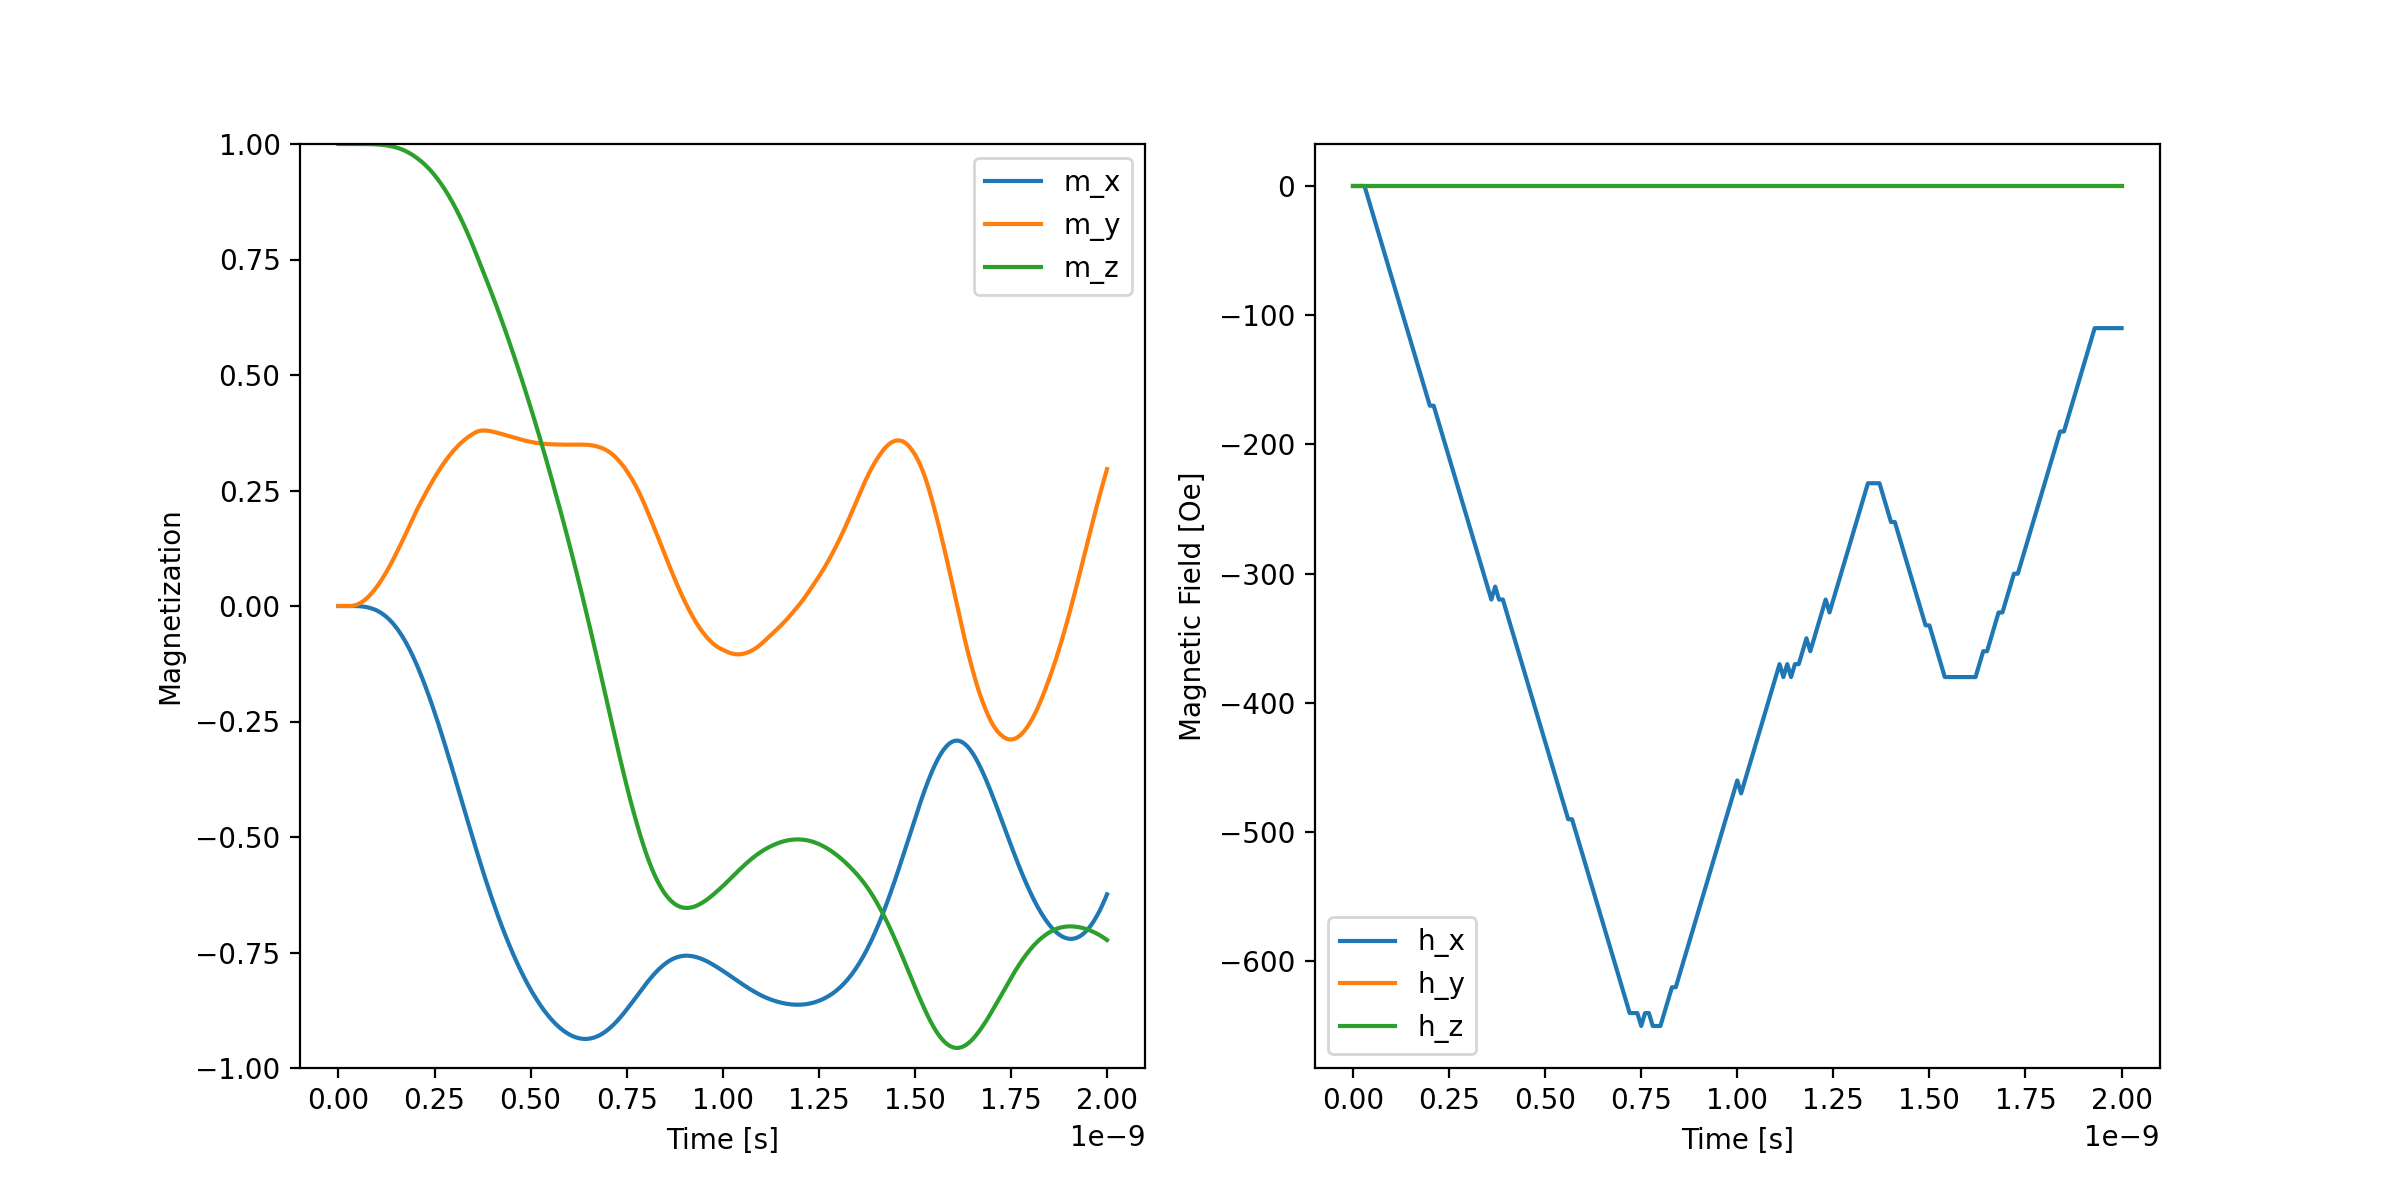 1.00
0.75
0.50
0.25
0.00
−0.25
−0.50
−0.75
−1.00
Magnetization
m_x
m_y
m_z
0.00 0.25 0.50 0.75 1.00 1.25 1.50 1.75 2.00
Time [s]
1e−9
0
−100
−200
−300
−400
−500
−600
Magnetic Field [Oe]
h_x
h_y
h_z
0.00 0.25 0.50 0.75 1.00 1.25 1.50 1.75 2.00
Time [s]
1e−9